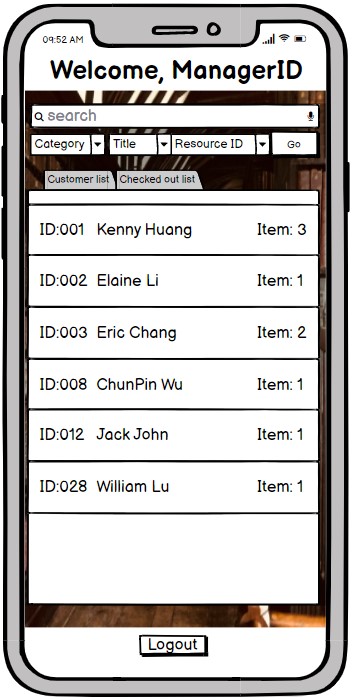 09:52 AM
Welcome, ManagerID
search
Category Title Resource ID Go
Customer list Checked out list
ID:001 Kenny Huang Item: 3
ID:002 Elaine Li Item: 1
ID:003 Eric Chang Item: 2
ID:008 ChunPin Wu Item: 1
ID:012 Jack John Item: 1
ID:028 William Lu Item: 1
Logout